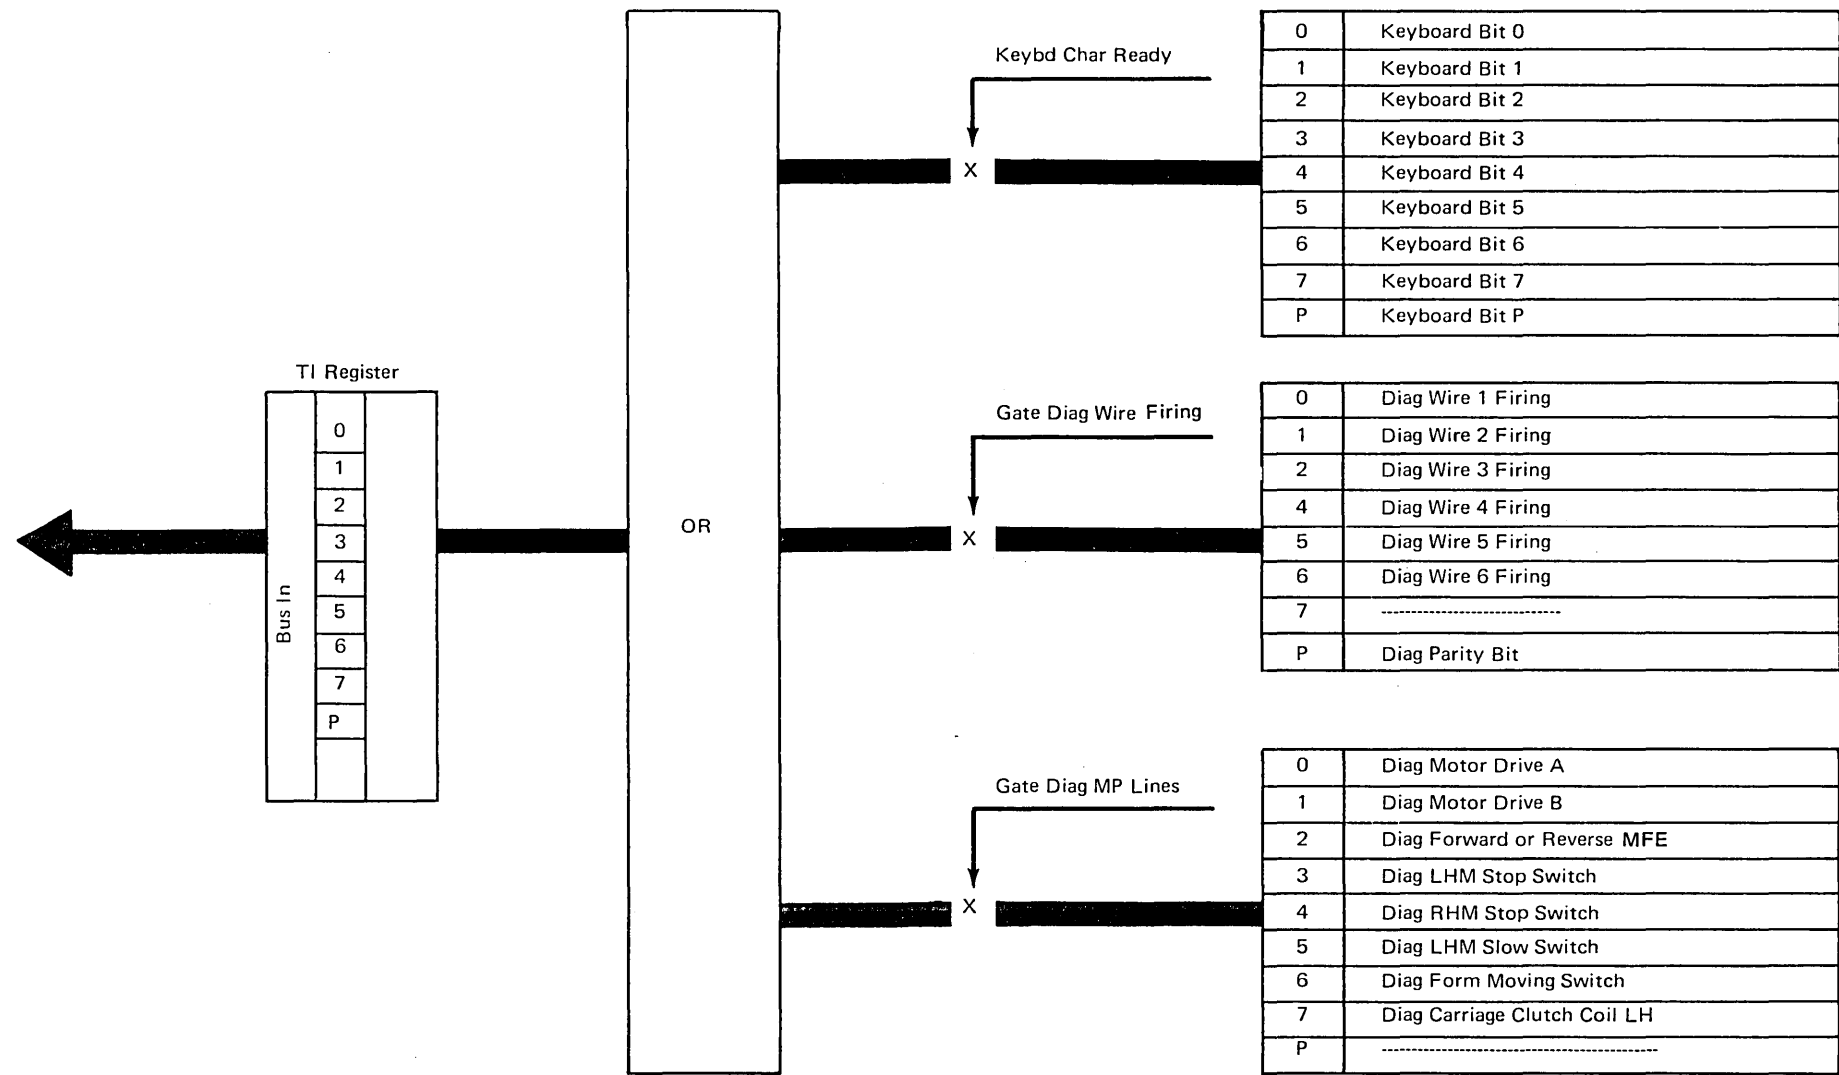 Keybd Char Ready
X
0 Keyboard Bit 0
1 Keyboard Bit 1
2 Keyboard Bit 2
3 Keyboard Bit 3
4 Keyboard Bit 4
5 Keyboard Bit 5
6 Keyboard Bit 6
7 Keyboard Bit 7
P Keyboard Bit P
TI Register
Bus In
0
1
2
3
4
5
6
7
P
OR
Gate Diag Wire Firing
X
0 Diag Wire 1 Firing
1 Diag Wire 2 Firing
2 Diag Wire 3 Firing
4 Diag Wire 4 Firing
5 Diag Wire 5 Firing
6 Diag Wire 6 Firing
7 ------------------------------
P Diag Parity Bit
Gate Diag MP Lines
X
0 Diag Motor Drive A
1 Diag Motor Drive B
2 Diag Forward or Reverse MFE
3 Diag LHM Stop Switch
4 Diag RHM Stop Switch
5 Diag LHM Slow Switch
6 Diag Form Moving Switch
7 Diag Carriage Clutch Coil LH
P ----------------------------------------------